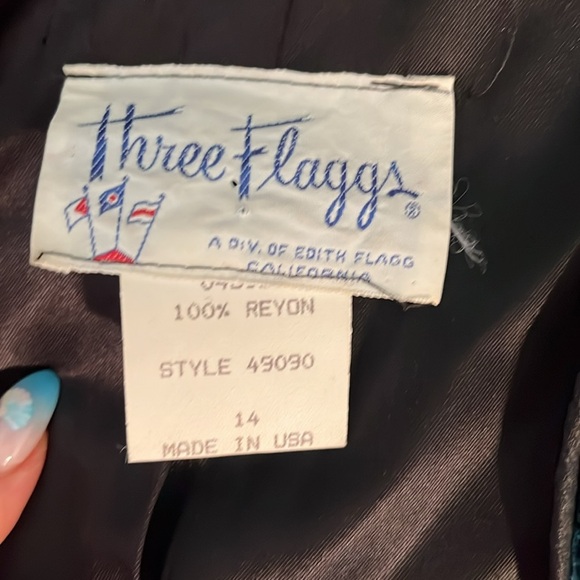 Three Flaggs ®
A DIV. OF EDITH FLAGG
CALIFORNIA
100% REYON
STYLE 49090
14
MADE IN USA